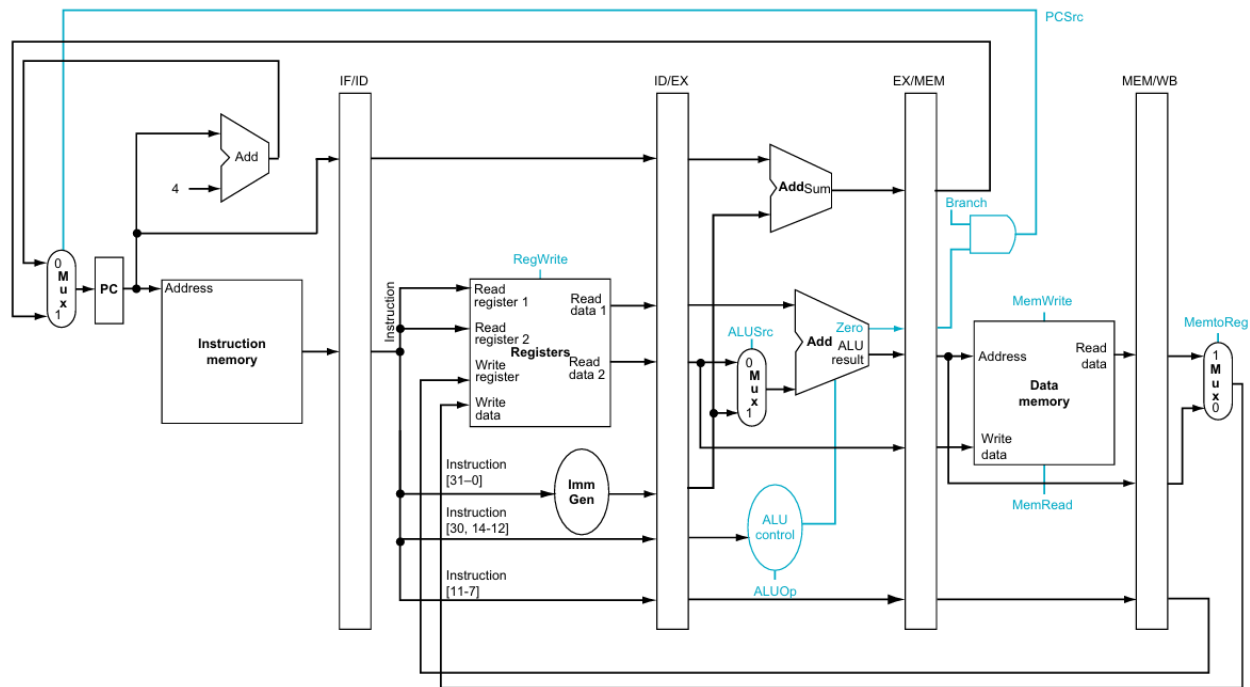 PCSrc
IF/ID
ID/EX
EX/MEM
MEM/WB
Add
4
Add Sum
Branch
0
M
u
x
1
PC
Address
Instruction
memory
Instruction
RegWrite
Read
register 1
Read
data 1
Read
register 2
Registers
Write
register
Read
data 2
Write
data
ALUSrc
0
M
u
x
1
Zero
Add
ALU
result
MemWrite
Address
Read
data
Data
memory
Write
data
MemRead
MemtoReg
1
M
u
x
0
Instruction
[31–0]
Imm
Gen
Instruction
[30, 14-12]
ALU
control
Instruction
[11-7]
ALUOp